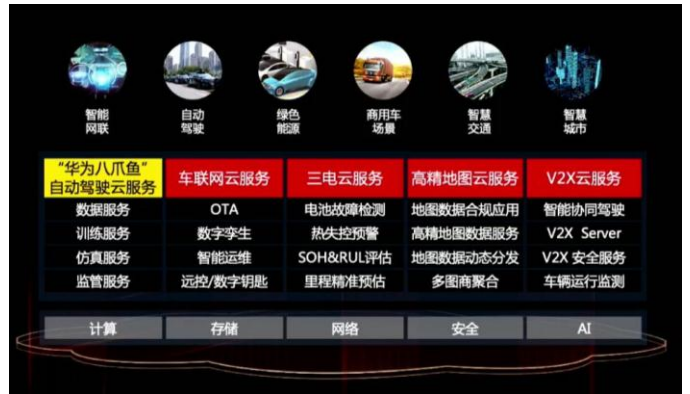 智能
网联
自动
驾驶
绿色
能源
商用车
场景
智慧
交通
智慧
城市
“华为八爪鱼”
自动驾驶云服务
车联网云服务
三电云服务
高精地图云服务
V2X云服务
数据服务
OTA
电池故障检测
地图数据合规应用
智能协同驾驶
训练服务
数字孪生
热失控预警
高精地图数据服务
V2X Server
仿真服务
智能运维
SOH&RUL评估
地图数据动态分发
V2X 安全服务
监管服务
远控/数字钥匙
里程精准预估
多图商聚合
车辆运行监测
计算
存储
网络
安全
AI